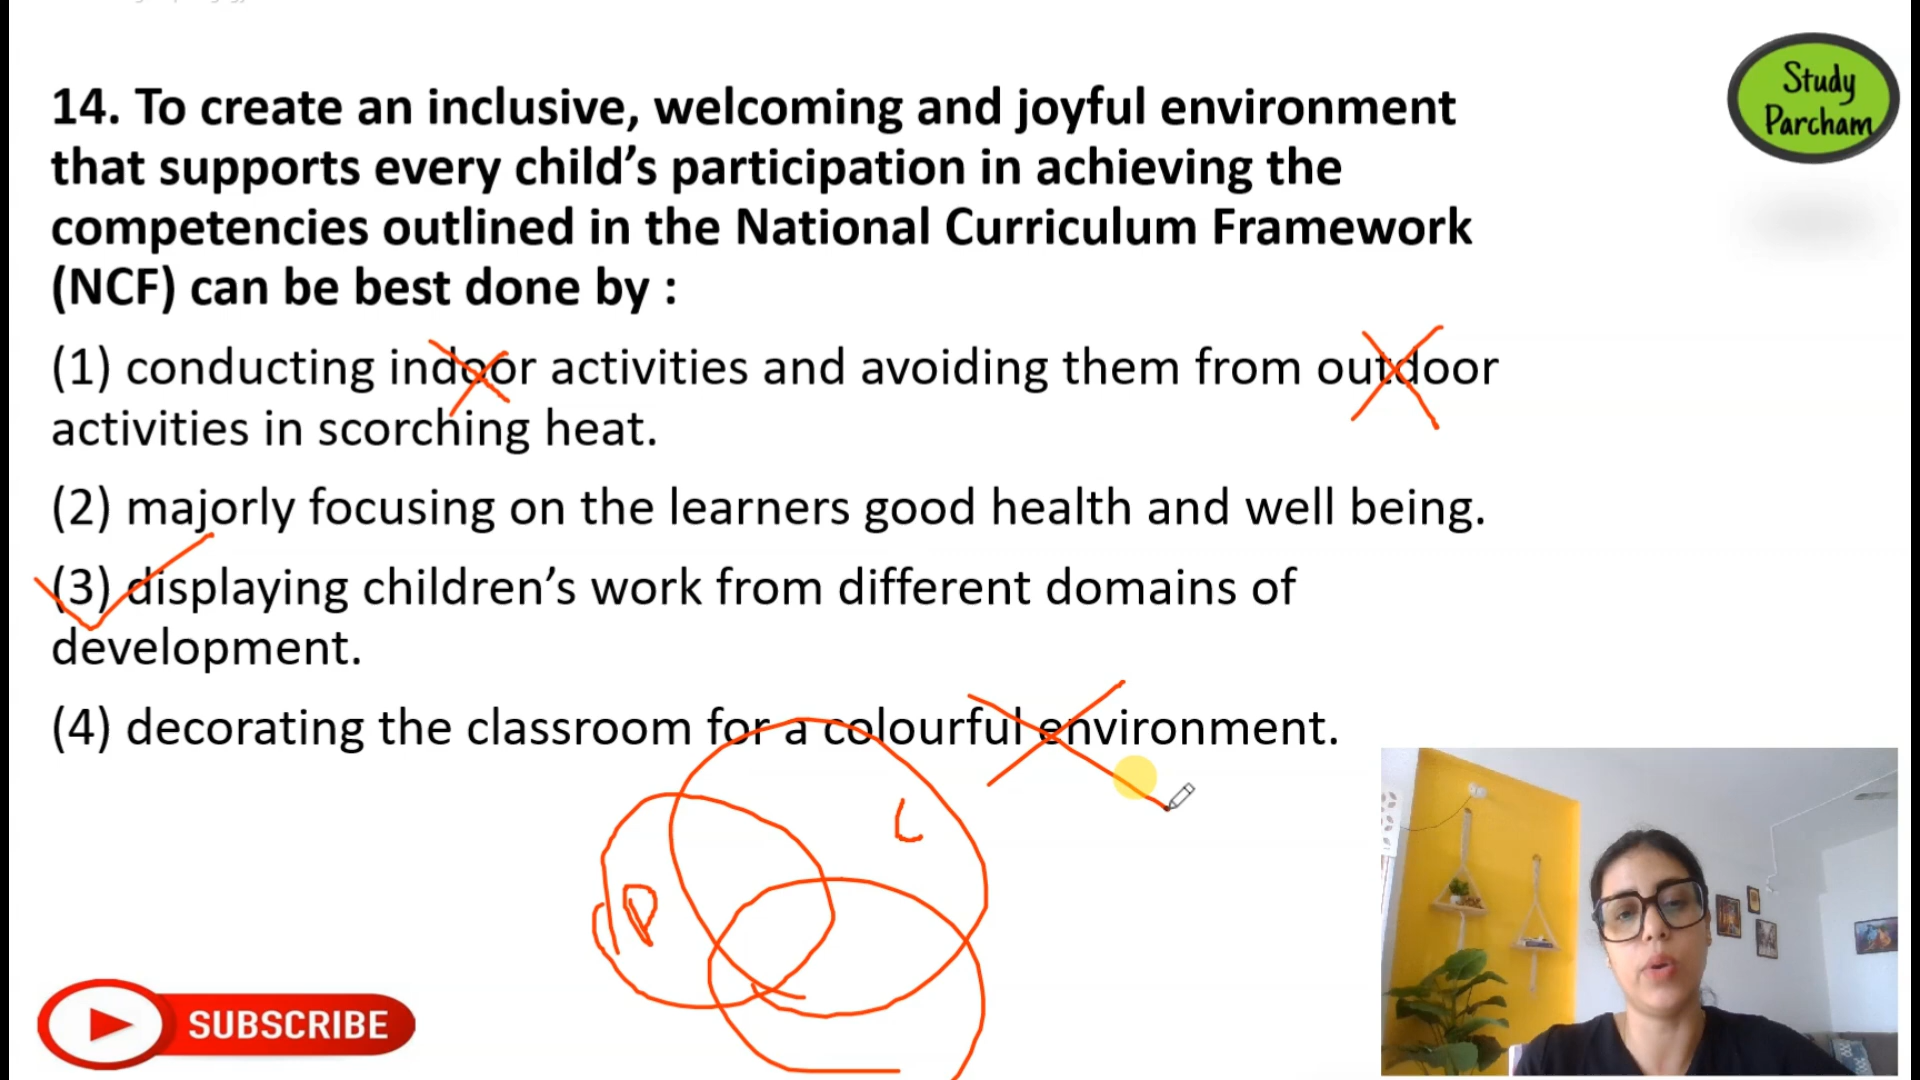 Study
Parcham
14. To create an inclusive, welcoming and joyful environment
that supports every child’s participation in achieving the
competencies outlined in the National Curriculum Framework
(NCF) can be best done by :
(1) conducting indoor activities and avoiding them from outdoor
activities in scorching heat.
(2) majorly focusing on the learners good health and well being.
(3) displaying children’s work from different domains of
development.
(4) decorating the classroom for a colourful environment.
P
SUBSCRIBE